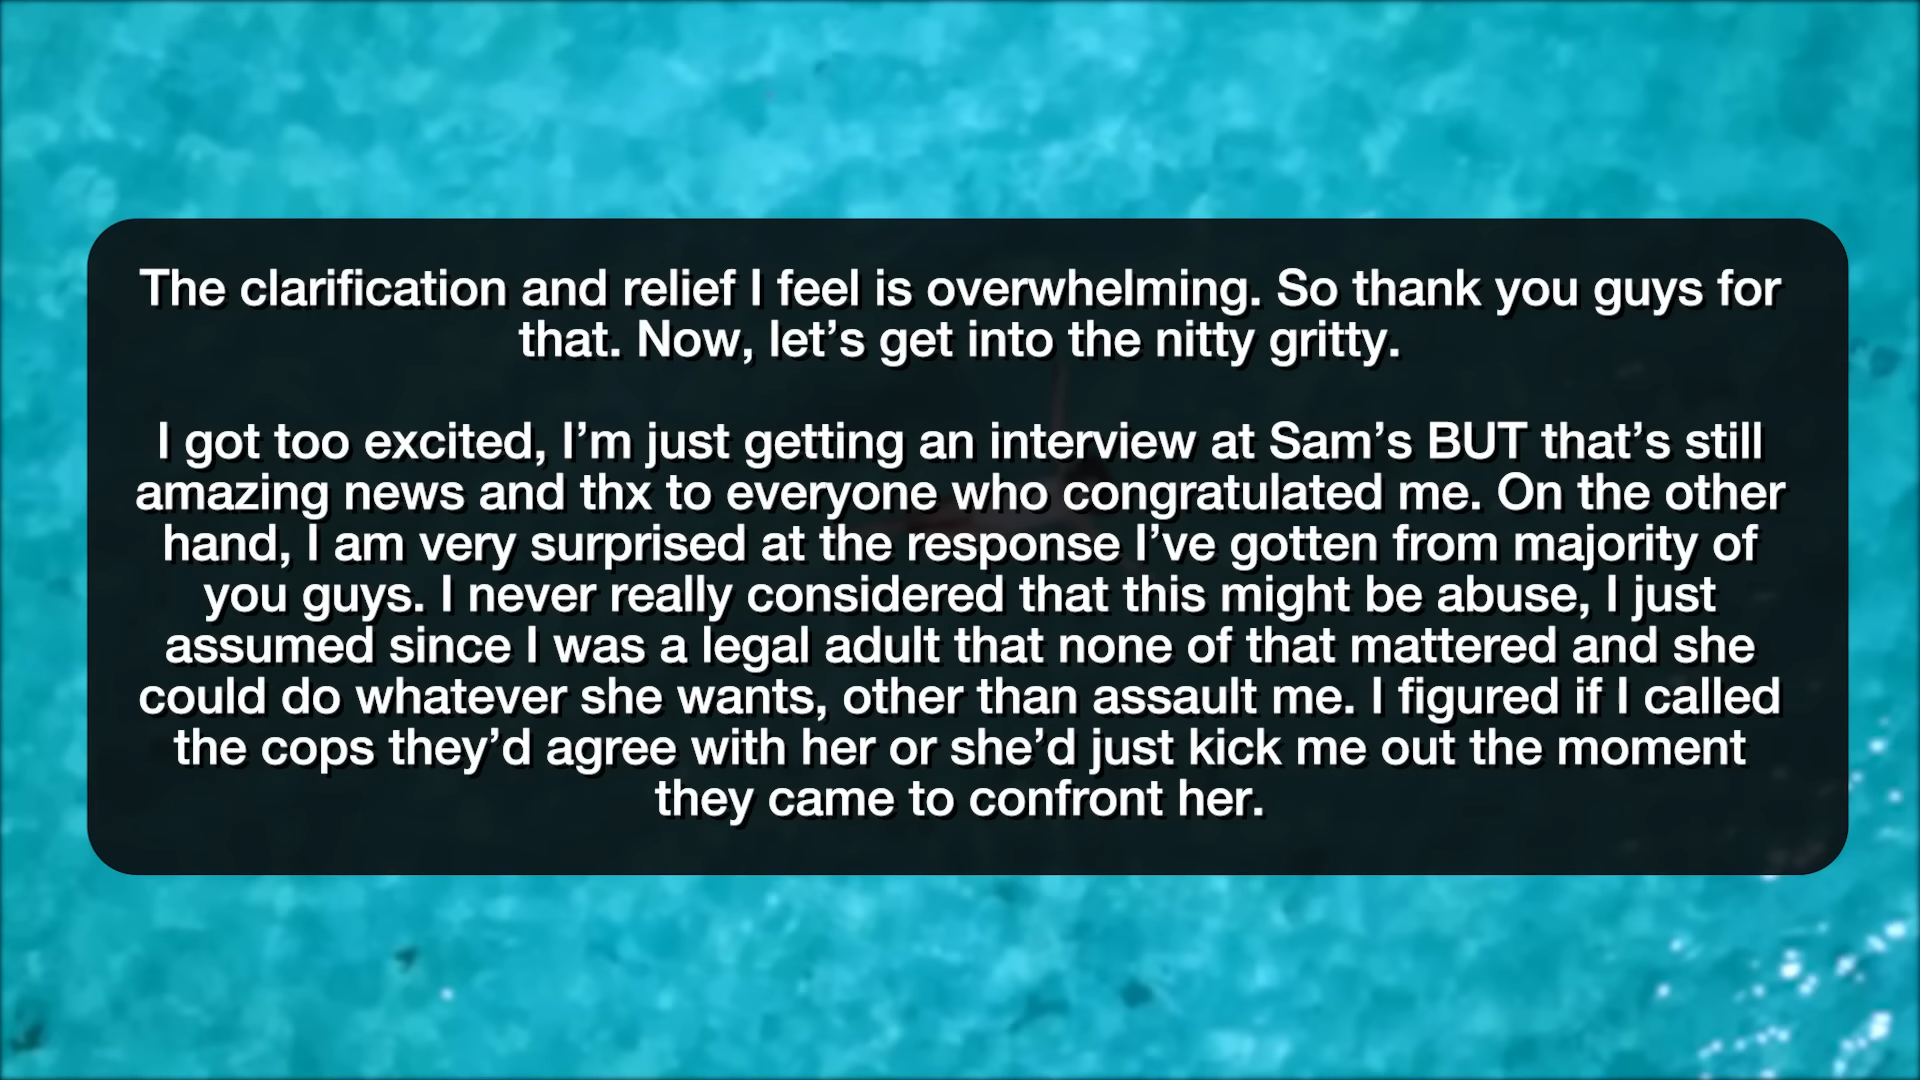 The clarification and relief I feel is overwhelming. So thank you guys for
that. Now, let’s get into the nitty gritty.
I got too excited, I’m just getting an interview at Sam’s BUT that’s still
amazing news and thx to everyone who congratulated me. On the other
hand, I am very surprised at the response I’ve gotten from majority of
you guys. I never really considered that this might be abuse, I just
assumed since I was a legal adult that none of that mattered and she
could do whatever she wants, other than assault me. I figured if I called
the cops they’d agree with her or she’d just kick me out the moment
they came to confront her.